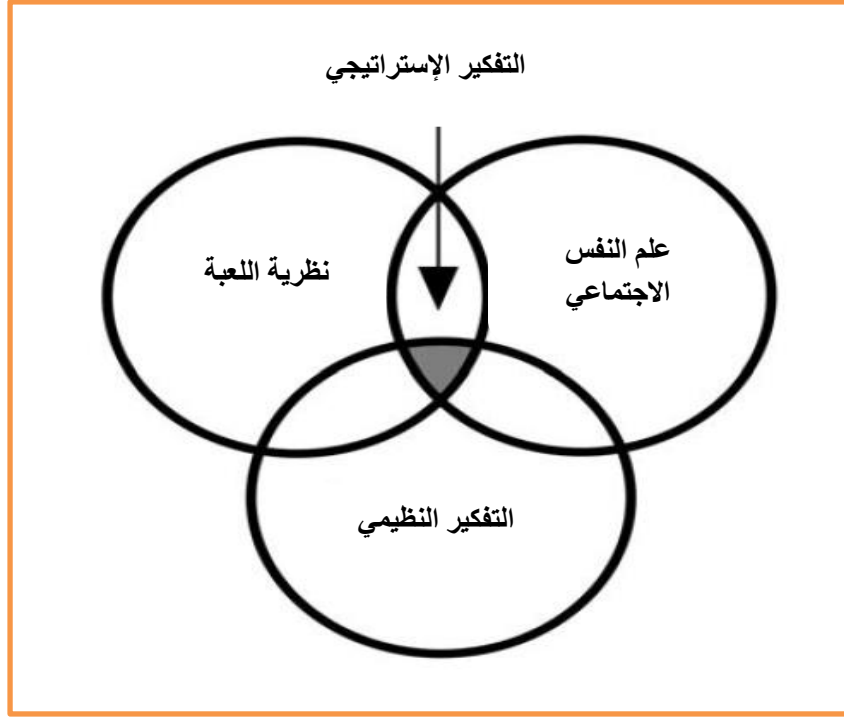 التفكير الإستراتيجي
علم النفس
الاجتماعي
نظرية اللعبة
التفكير النظيمي